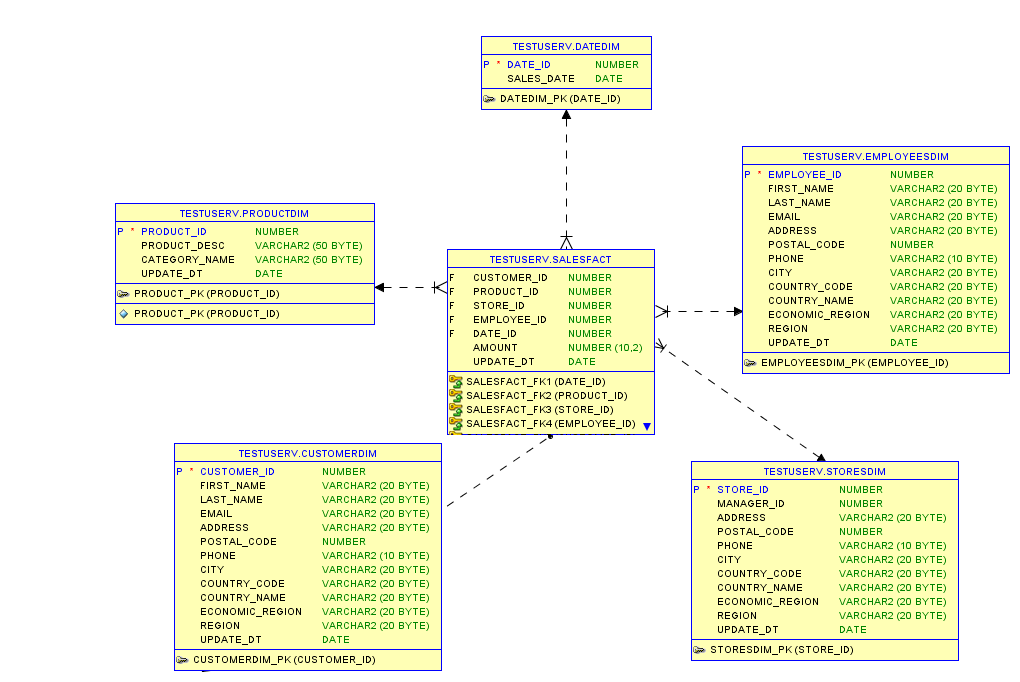 TESTUSERV.DATEDIM
P * DATE_ID NUMBER
SALES_DATE DATE
DATEDIM_PK (DATE_ID)
TESTUSERV.EMPLOYEESDIM
P * EMPLOYEE_ID NUMBER
FIRST_NAME VARCHAR2 (20 BYTE)
LAST_NAME VARCHAR2 (20 BYTE)
EMAIL VARCHAR2 (20 BYTE)
ADDRESS VARCHAR2 (20 BYTE)
POSTAL_CODE NUMBER
PHONE VARCHAR2 (10 BYTE)
CITY VARCHAR2 (20 BYTE)
COUNTRY_CODE VARCHAR2 (20 BYTE)
COUNTRY_NAME VARCHAR2 (20 BYTE)
ECONOMIC_REGION VARCHAR2 (20 BYTE)
REGION VARCHAR2 (20 BYTE)
UPDATE_DT DATE
EMPLOYEESDIM_PK (EMPLOYEE_ID)
TESTUSERV.PRODUCTDIM
P * PRODUCT_ID NUMBER
PRODUCT_DESC VARCHAR2 (50 BYTE)
CATEGORY_NAME VARCHAR2 (50 BYTE)
UPDATE_DT DATE
PRODUCT_PK (PRODUCT_ID)
PRODUCT_PK (PRODUCT_ID)
TESTUSERV.SALESFACT
F CUSTOMER_ID NUMBER
F PRODUCT_ID NUMBER
F STORE_ID NUMBER
F EMPLOYEE_ID NUMBER
F DATE_ID NUMBER
AMOUNT NUMBER (10,2)
UPDATE_DT DATE
SALESFACT_FK1 (DATE_ID)
SALESFACT_FK2 (PRODUCT_ID)
SALESFACT_FK3 (STORE_ID)
SALESFACT_FK4 (EMPLOYEE_ID)
TESTUSERV.CUSTOMERDIM
P * CUSTOMER_ID NUMBER
FIRST_NAME VARCHAR2 (20 BYTE)
LAST_NAME VARCHAR2 (20 BYTE)
EMAIL VARCHAR2 (20 BYTE)
ADDRESS VARCHAR2 (20 BYTE)
POSTAL_CODE NUMBER
PHONE VARCHAR2 (10 BYTE)
CITY VARCHAR2 (20 BYTE)
COUNTRY_CODE VARCHAR2 (20 BYTE)
COUNTRY_NAME VARCHAR2 (20 BYTE)
ECONOMIC_REGION VARCHAR2 (20 BYTE)
REGION VARCHAR2 (20 BYTE)
UPDATE_DT DATE
CUSTOMERDIM_PK (CUSTOMER_ID)
TESTUSERV.STORESDIM
P * STORE_ID NUMBER
MANAGER_ID NUMBER
ADDRESS VARCHAR2 (20 BYTE)
POSTAL_CODE NUMBER
PHONE VARCHAR2 (10 BYTE)
CITY VARCHAR2 (20 BYTE)
COUNTRY_CODE VARCHAR2 (20 BYTE)
COUNTRY_NAME VARCHAR2 (20 BYTE)
ECONOMIC_REGION VARCHAR2 (20 BYTE)
REGION VARCHAR2 (20 BYTE)
UPDATE_DT DATE
STORESDIM_PK (STORE_ID)